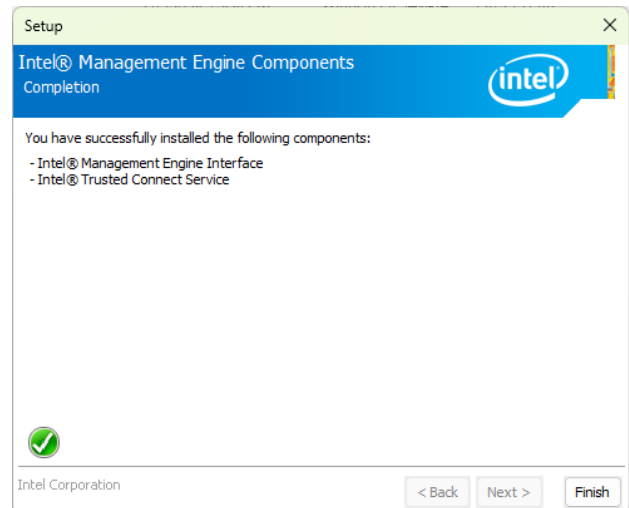 Setup
Intel® Management Engine Components
Completion
intel
You have successfully installed the following components:
- Intel® Management Engine Interface
- Intel® Trusted Connect Service
Intel Corporation
< Back
Next >
Finish